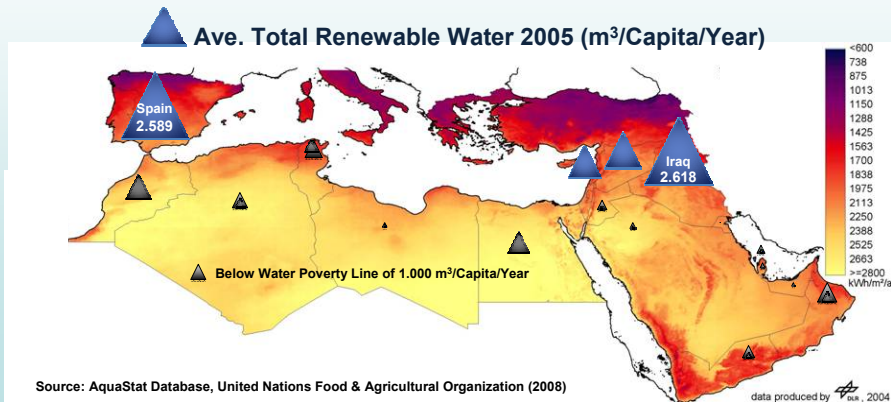 Ave. Total Renewable Water 2005 (m³/Capita/Year)
<600
738
875
1013
1150
1288
1425
1563
1700
1838
1975
2113
2250
2388
2525
2663
>=2800
kWh/m²/a
Spain
2.589
Iraq
2.618
Below Water Poverty Line of 1.000 m³/Capita/Year
Source: AquaStat Database, United Nations Food & Agricultural Organization (2008)
data produced by DLR, 2004